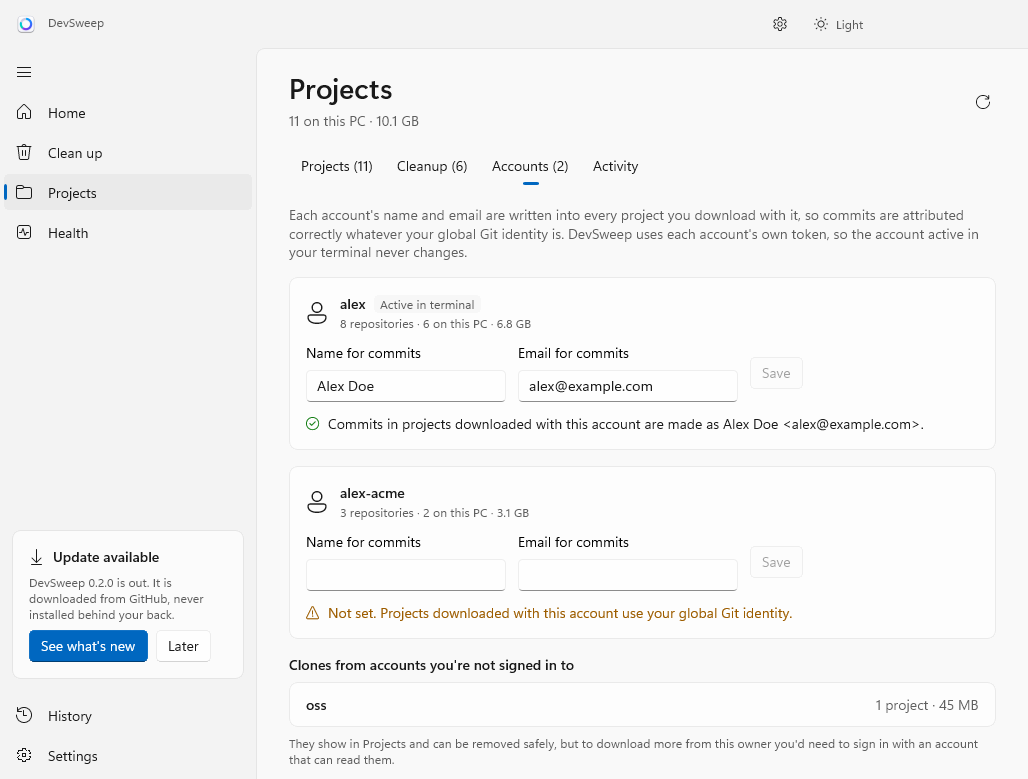 DevSweep
Light
Home
Clean up
Projects
Health
Update available
DevSweep 0.2.0 is out. It is
downloaded from GitHub, never
installed behind your back.
See what's new
Later
History
Settings
Projects
11 on this PC · 10.1 GB
Projects (11)
Cleanup (6)
Accounts (2)
Activity
Each account's name and email are written into every project you download with it, so commits are attributed
correctly whatever your global Git identity is. DevSweep uses each account's own token, so the account active in
your terminal never changes.
alex
Active in terminal
8 repositories · 6 on this PC · 6.8 GB
Name for commits
Email for commits
Alex Doe
alex@example.com
Save
Commits in projects downloaded with this account are made as Alex Doe <alex@example.com>.
alex-acme
3 repositories · 2 on this PC · 3.1 GB
Name for commits
Email for commits
Save
Not set. Projects downloaded with this account use your global Git identity.
Clones from accounts you're not signed in to
oss
1 project · 45 MB
They show in Projects and can be removed safely, but to download more from this owner you'd need to sign in with an account
that can read them.